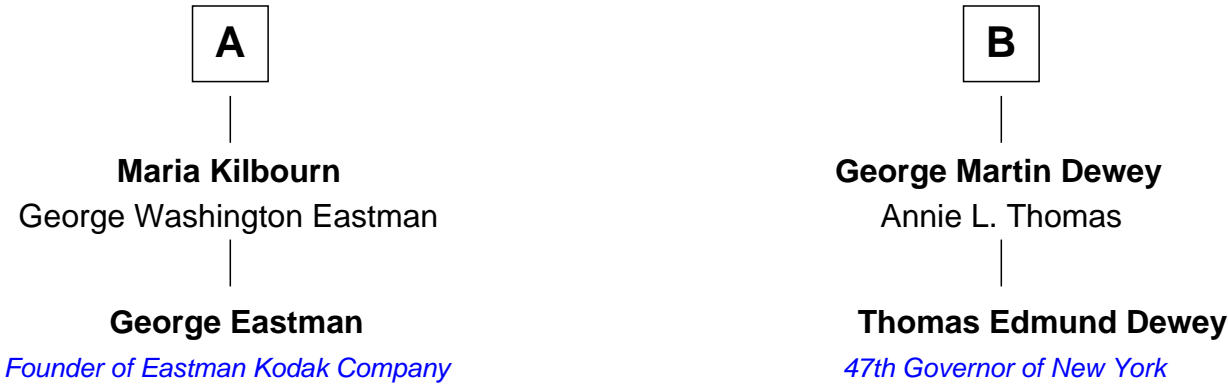 A
B
Maria Kilbourn
George Washington Eastman
George Martin Dewey
Annie L. Thomas
George Eastman
Founder of Eastman Kodak Company
Thomas Edmund Dewey
47th Governor of New York